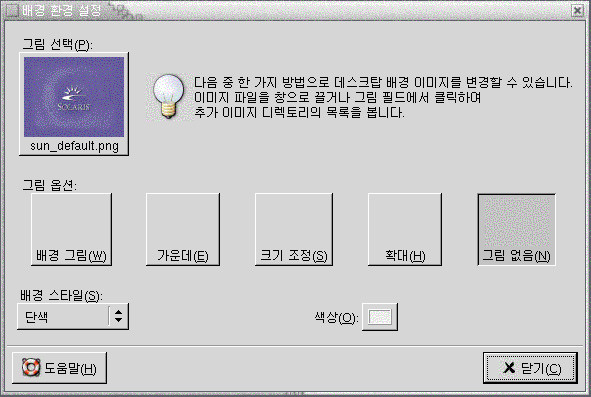 배경 환경 설정
그림 선택(P):
SOLARIS
sun_default.png
다음 중 한 가지 방법으로 데스크탑 배경 이미지를 변경할 수 있습니다.
이미지 파일을 창으로 끌거나 그림 필드에서 클릭하며
추가 이미지 디렉토리의 목록을 봅니다.
그림 옵션:
배경 그림(W) 가운데(E) 크기 조정(S) 확대(H) 그림 없음(N)
배경 스타일(S):
단색 색상(O):
도움말(H) 닫기(C)